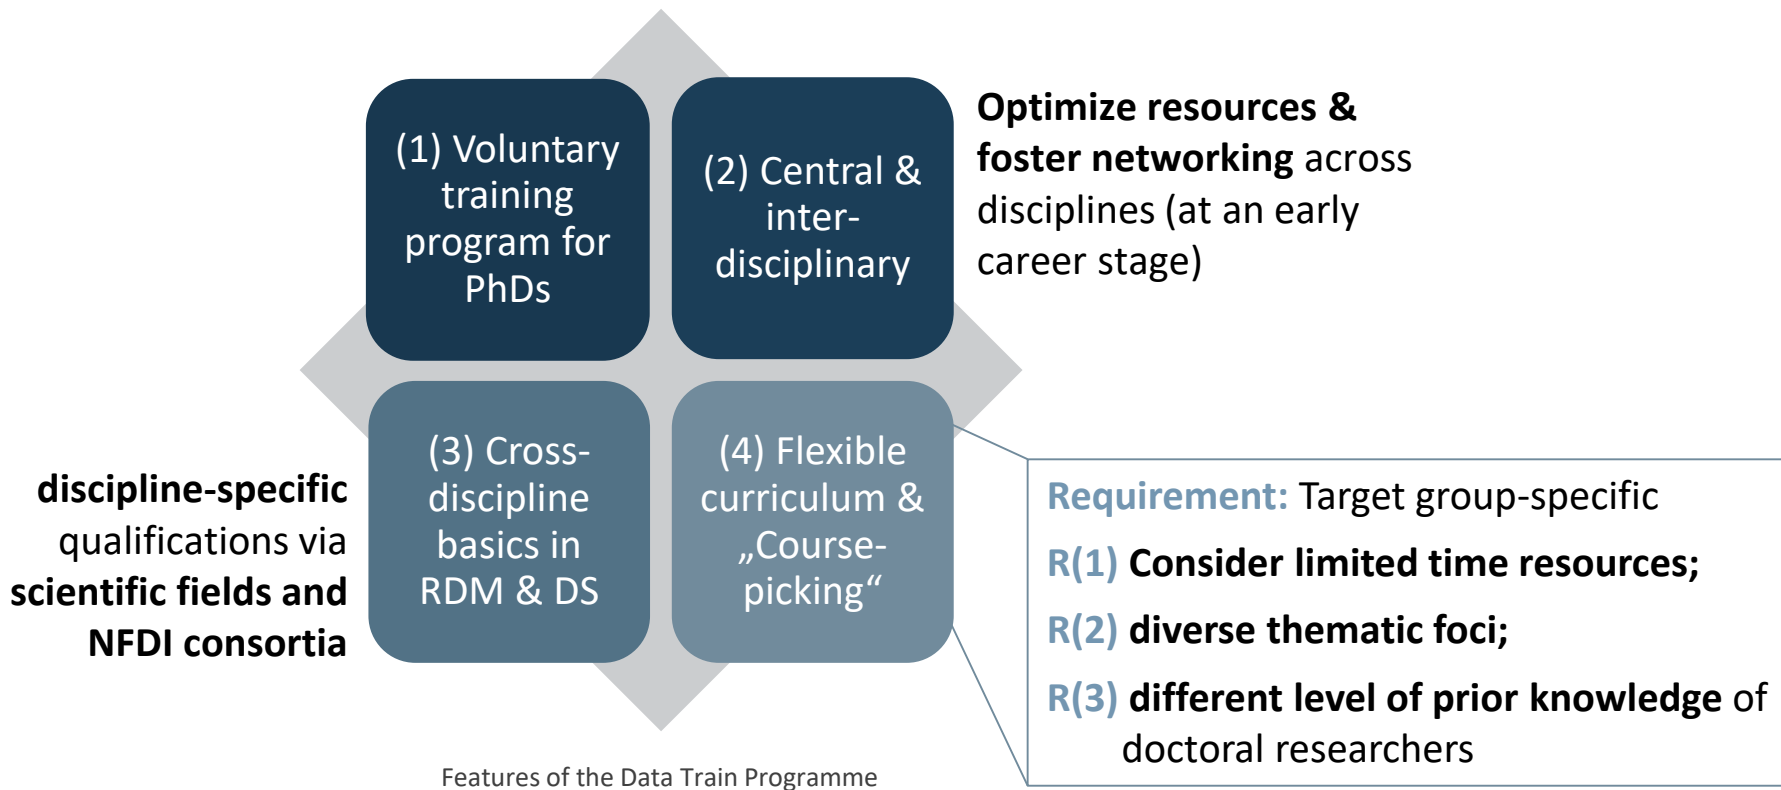 (1) Voluntary
training
program for
PhDs
(2) Central &
inter-
disciplinary
Optimize resources &
foster networking across
disciplines (at an early
career stage)
discipline-specific
qualifications via
scientific fields and
NFDI consortia
(3) Cross-
discipline
basics in
RDM & DS
(4) Flexible
curriculum &
„Course-
picking“
Requirement: Target group-specific
R(1) Consider limited time resources;
R(2) diverse thematic foci;
R(3) different level of prior knowledge of
doctoral researchers
Features of the Data Train Programme